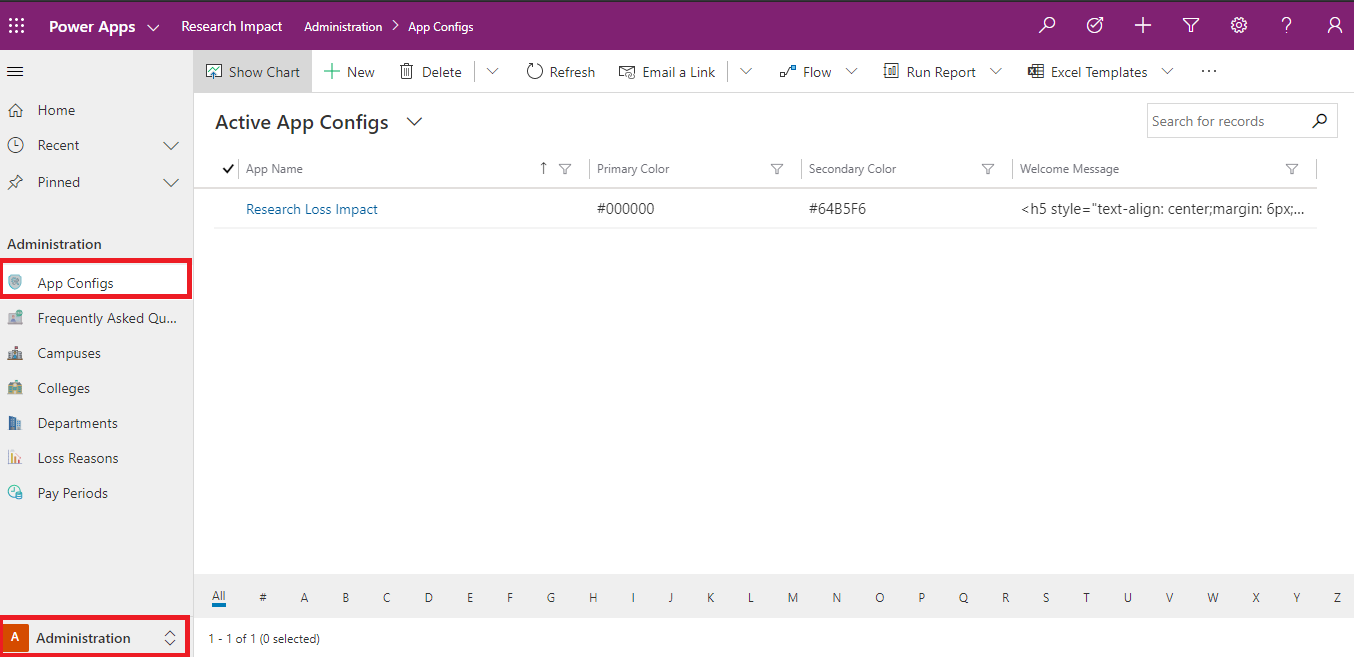 Power Apps Research Impact Administration > App Configs
Show Chart New Delete Refresh Email a Link Flow Run Report Excel Templates ...
Home
Recent
Pinned
Active App Configs
Search for records
App Name Primary Color Secondary Color Welcome Message
Research Loss Impact #000000 #64B5F6 <h5 style="text-align: center;margin: 6px;...
Administration
App Configs
Frequently Asked Qu...
Campuses
Colleges
Departments
Loss Reasons
Pay Periods
All # A B C D E F G H I J K L M N O P Q R S T U V W X Y Z
A Administration
1 - 1 of 1 (0 selected)